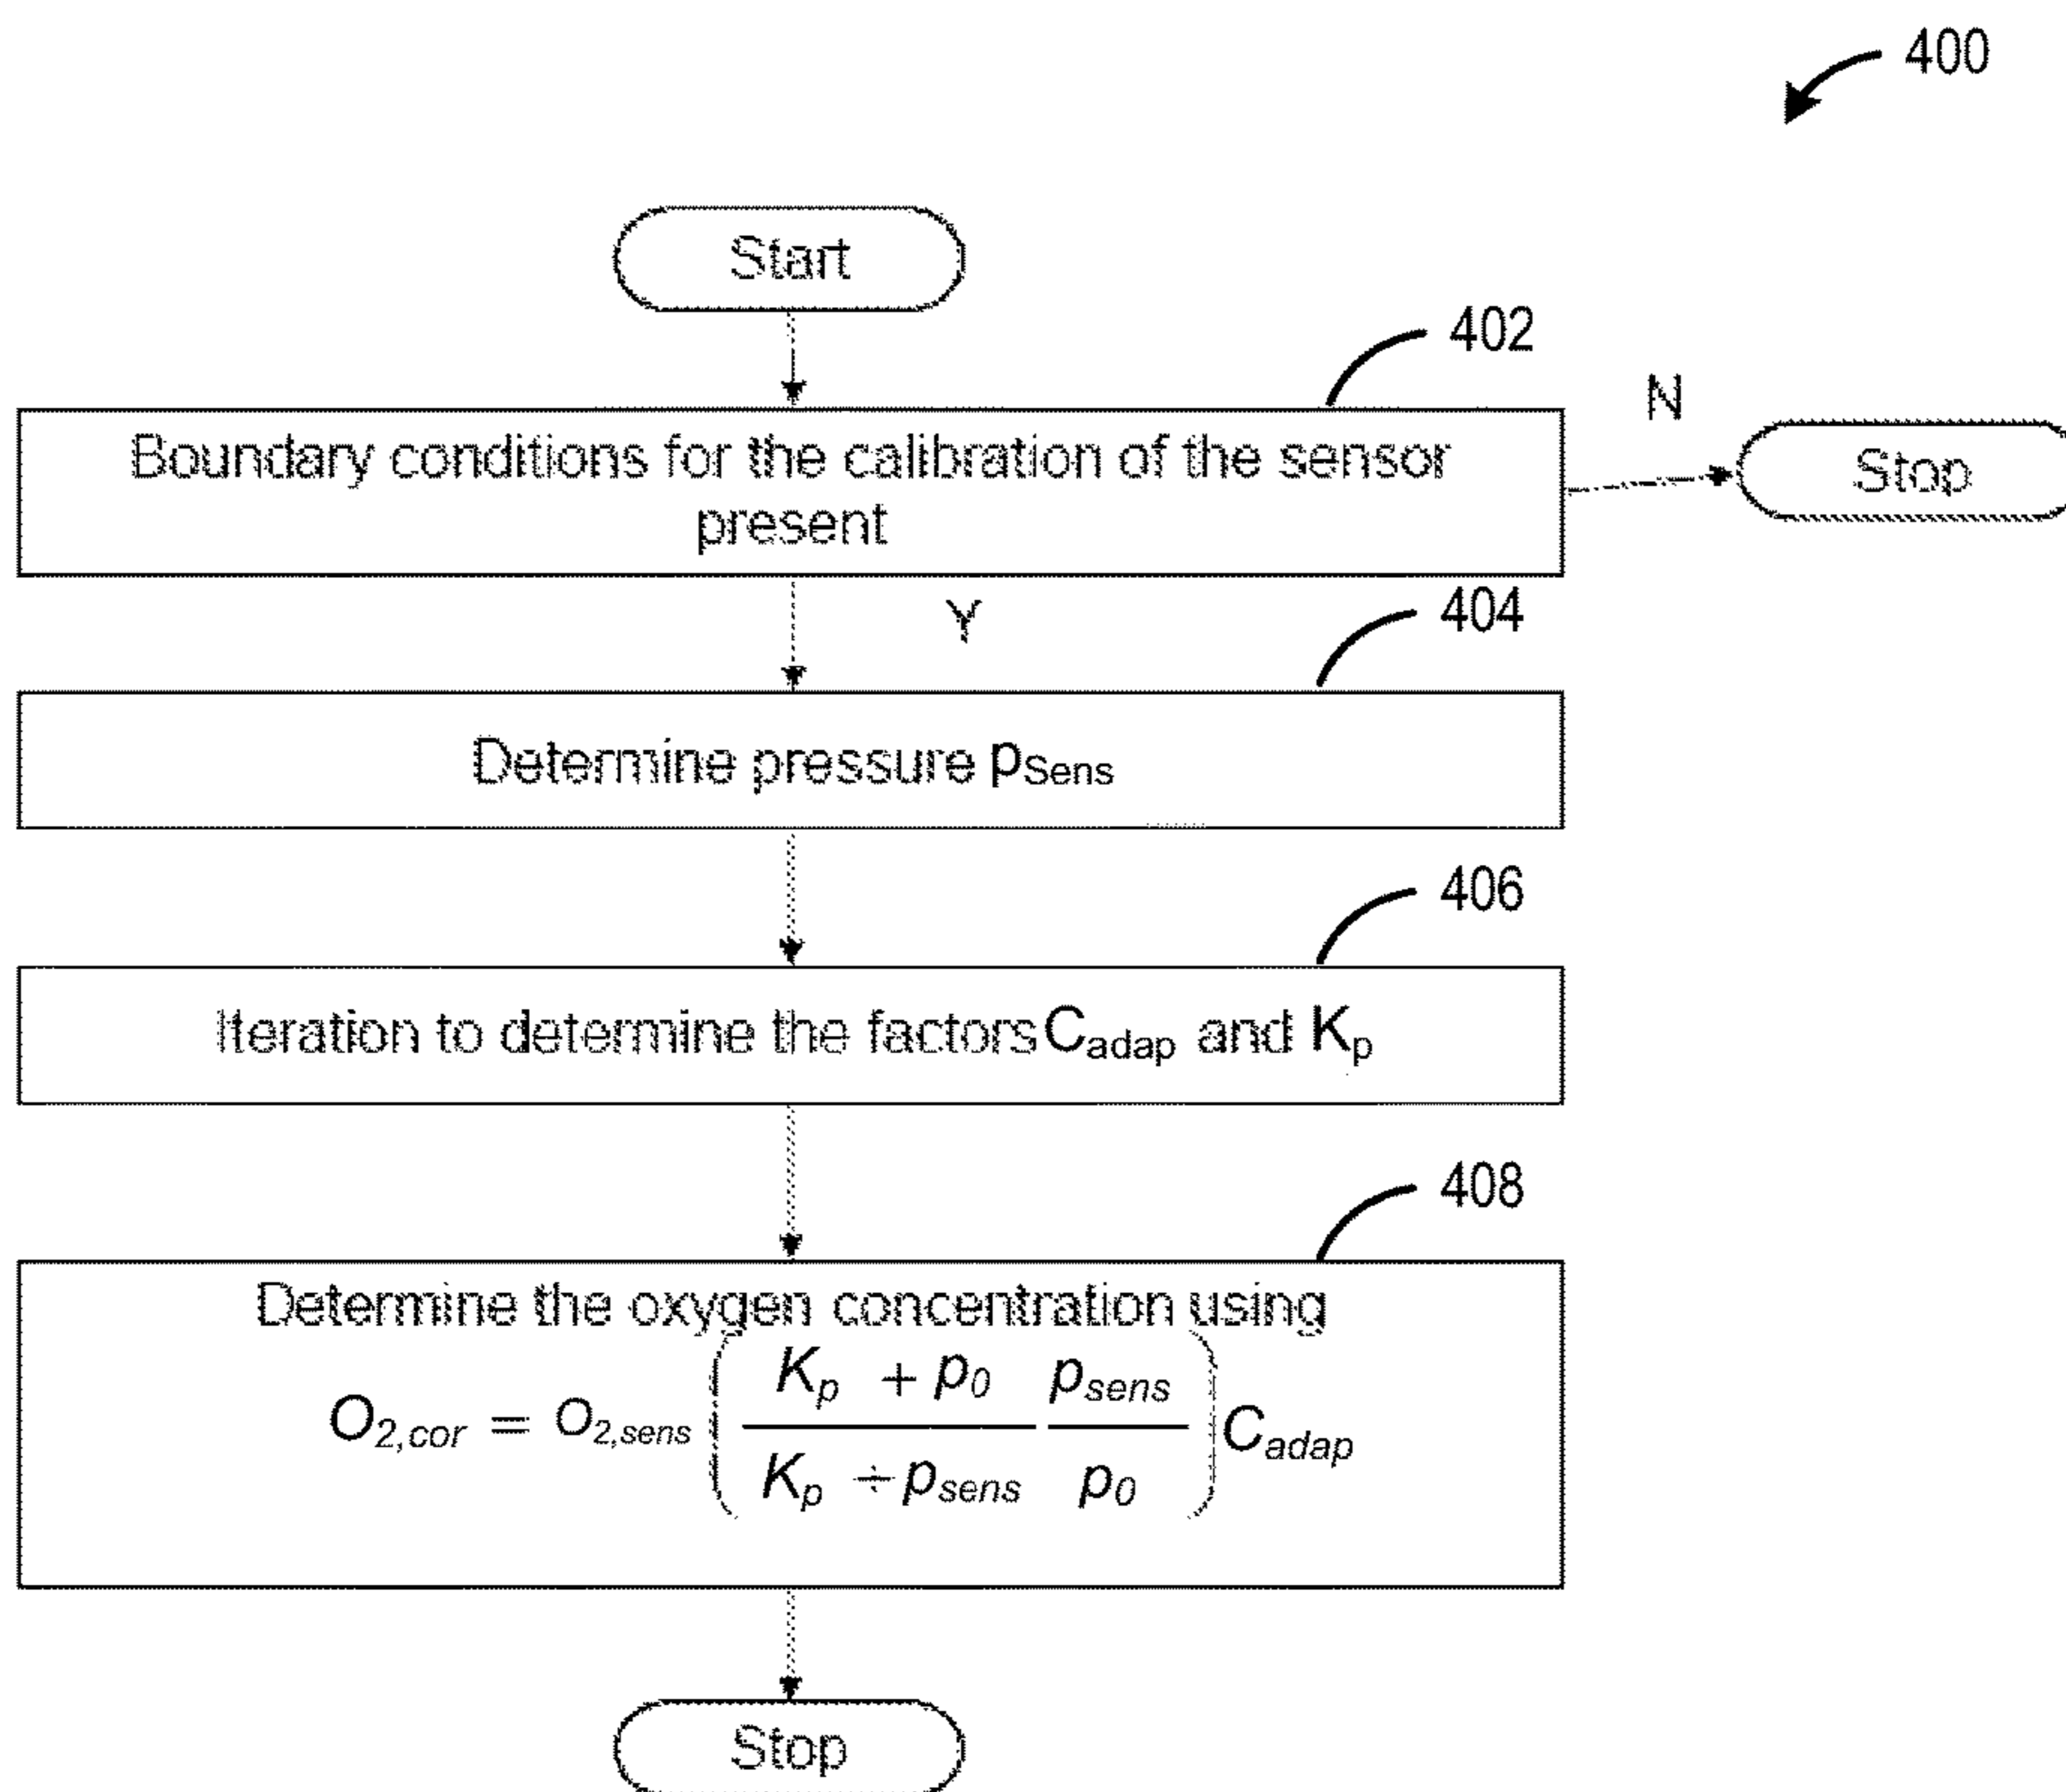 400
Start
402
N
Boundary conditions for the calibration of the sensor
present
Stop
Y
404
Determine pressure pSens
406
Iteration to determine the factors Cadap and Kp
408
Determine the oxygen concentration using
O2,cor = O2,sens ( (Kp + p0) / (Kp ÷ psens) psens / p0 ) Cadap
Stop